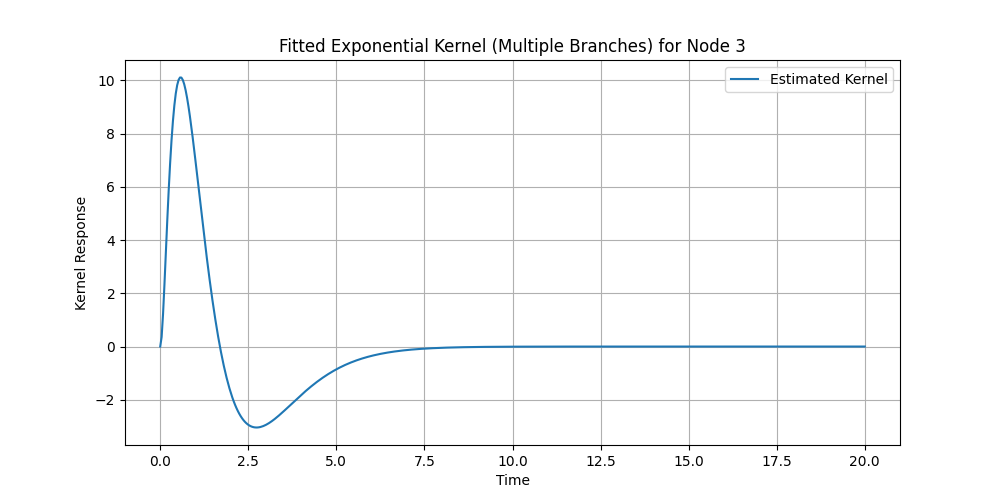 Fitted Exponential Kernel (Multiple Branches) for Node 3
Estimated Kernel
Kernel Response
10
8
6
4
2
0
−2
0.0 2.5 5.0 7.5 10.0 12.5 15.0 17.5 20.0
Time